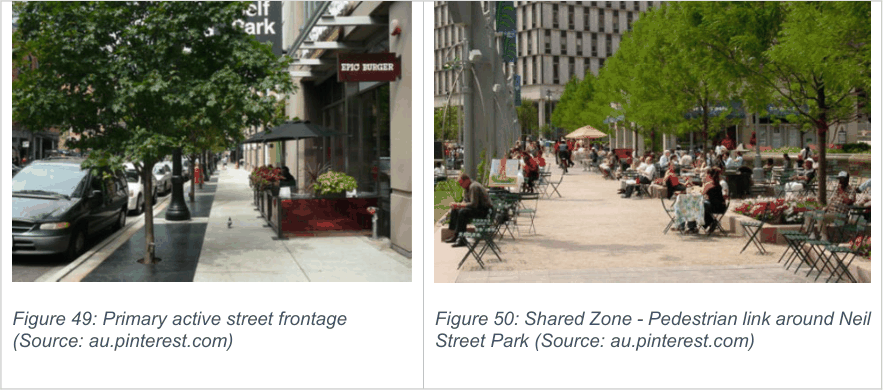 elf
Park
EPIC BURGER
Figure 49: Primary active street frontage
(Source: au.pinterest.com)
Figure 50: Shared Zone - Pedestrian link around Neil
Street Park (Source: au.pinterest.com)